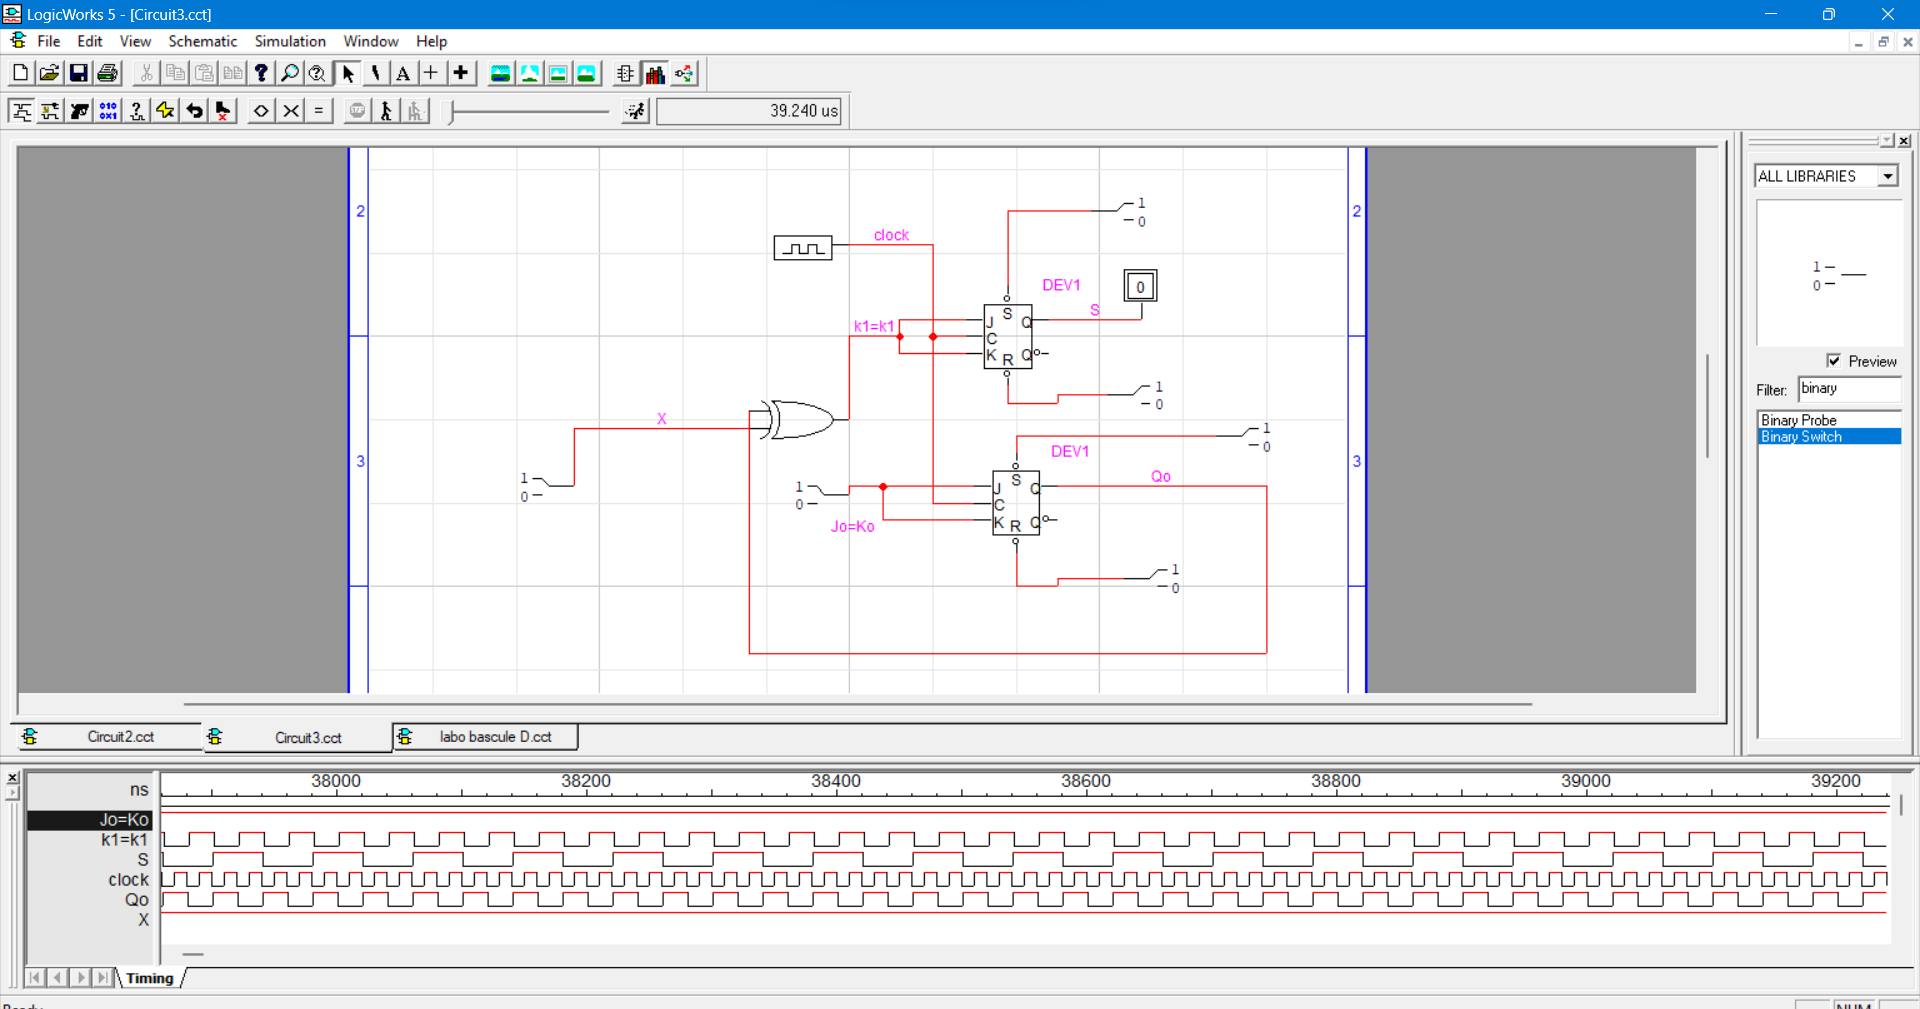 LogicWorks 5 - [Circuit3.cct]
File Edit View Schematic Simulation Window Help
39.240 us
ALL LIBRARIES
1
0
Preview
Filter: binary
Binary Probe
Binary Switch
2
2
3
3
1
0
clock
DEV1
0
S
k1=k1
J
S
Q
C
K
R
Q
1
0
X
1
0
DEV1
1
0
Qo
1
0
Jo=Ko
J
S
Q
C
K
R
Q
1
0
Circuit2.cct Circuit3.cct labo bascule D.cct
38000 38200 38400 38600 38800 39000 39200
ns
Jo=Ko
k1=k1
S
clock
Qo
X
Timing